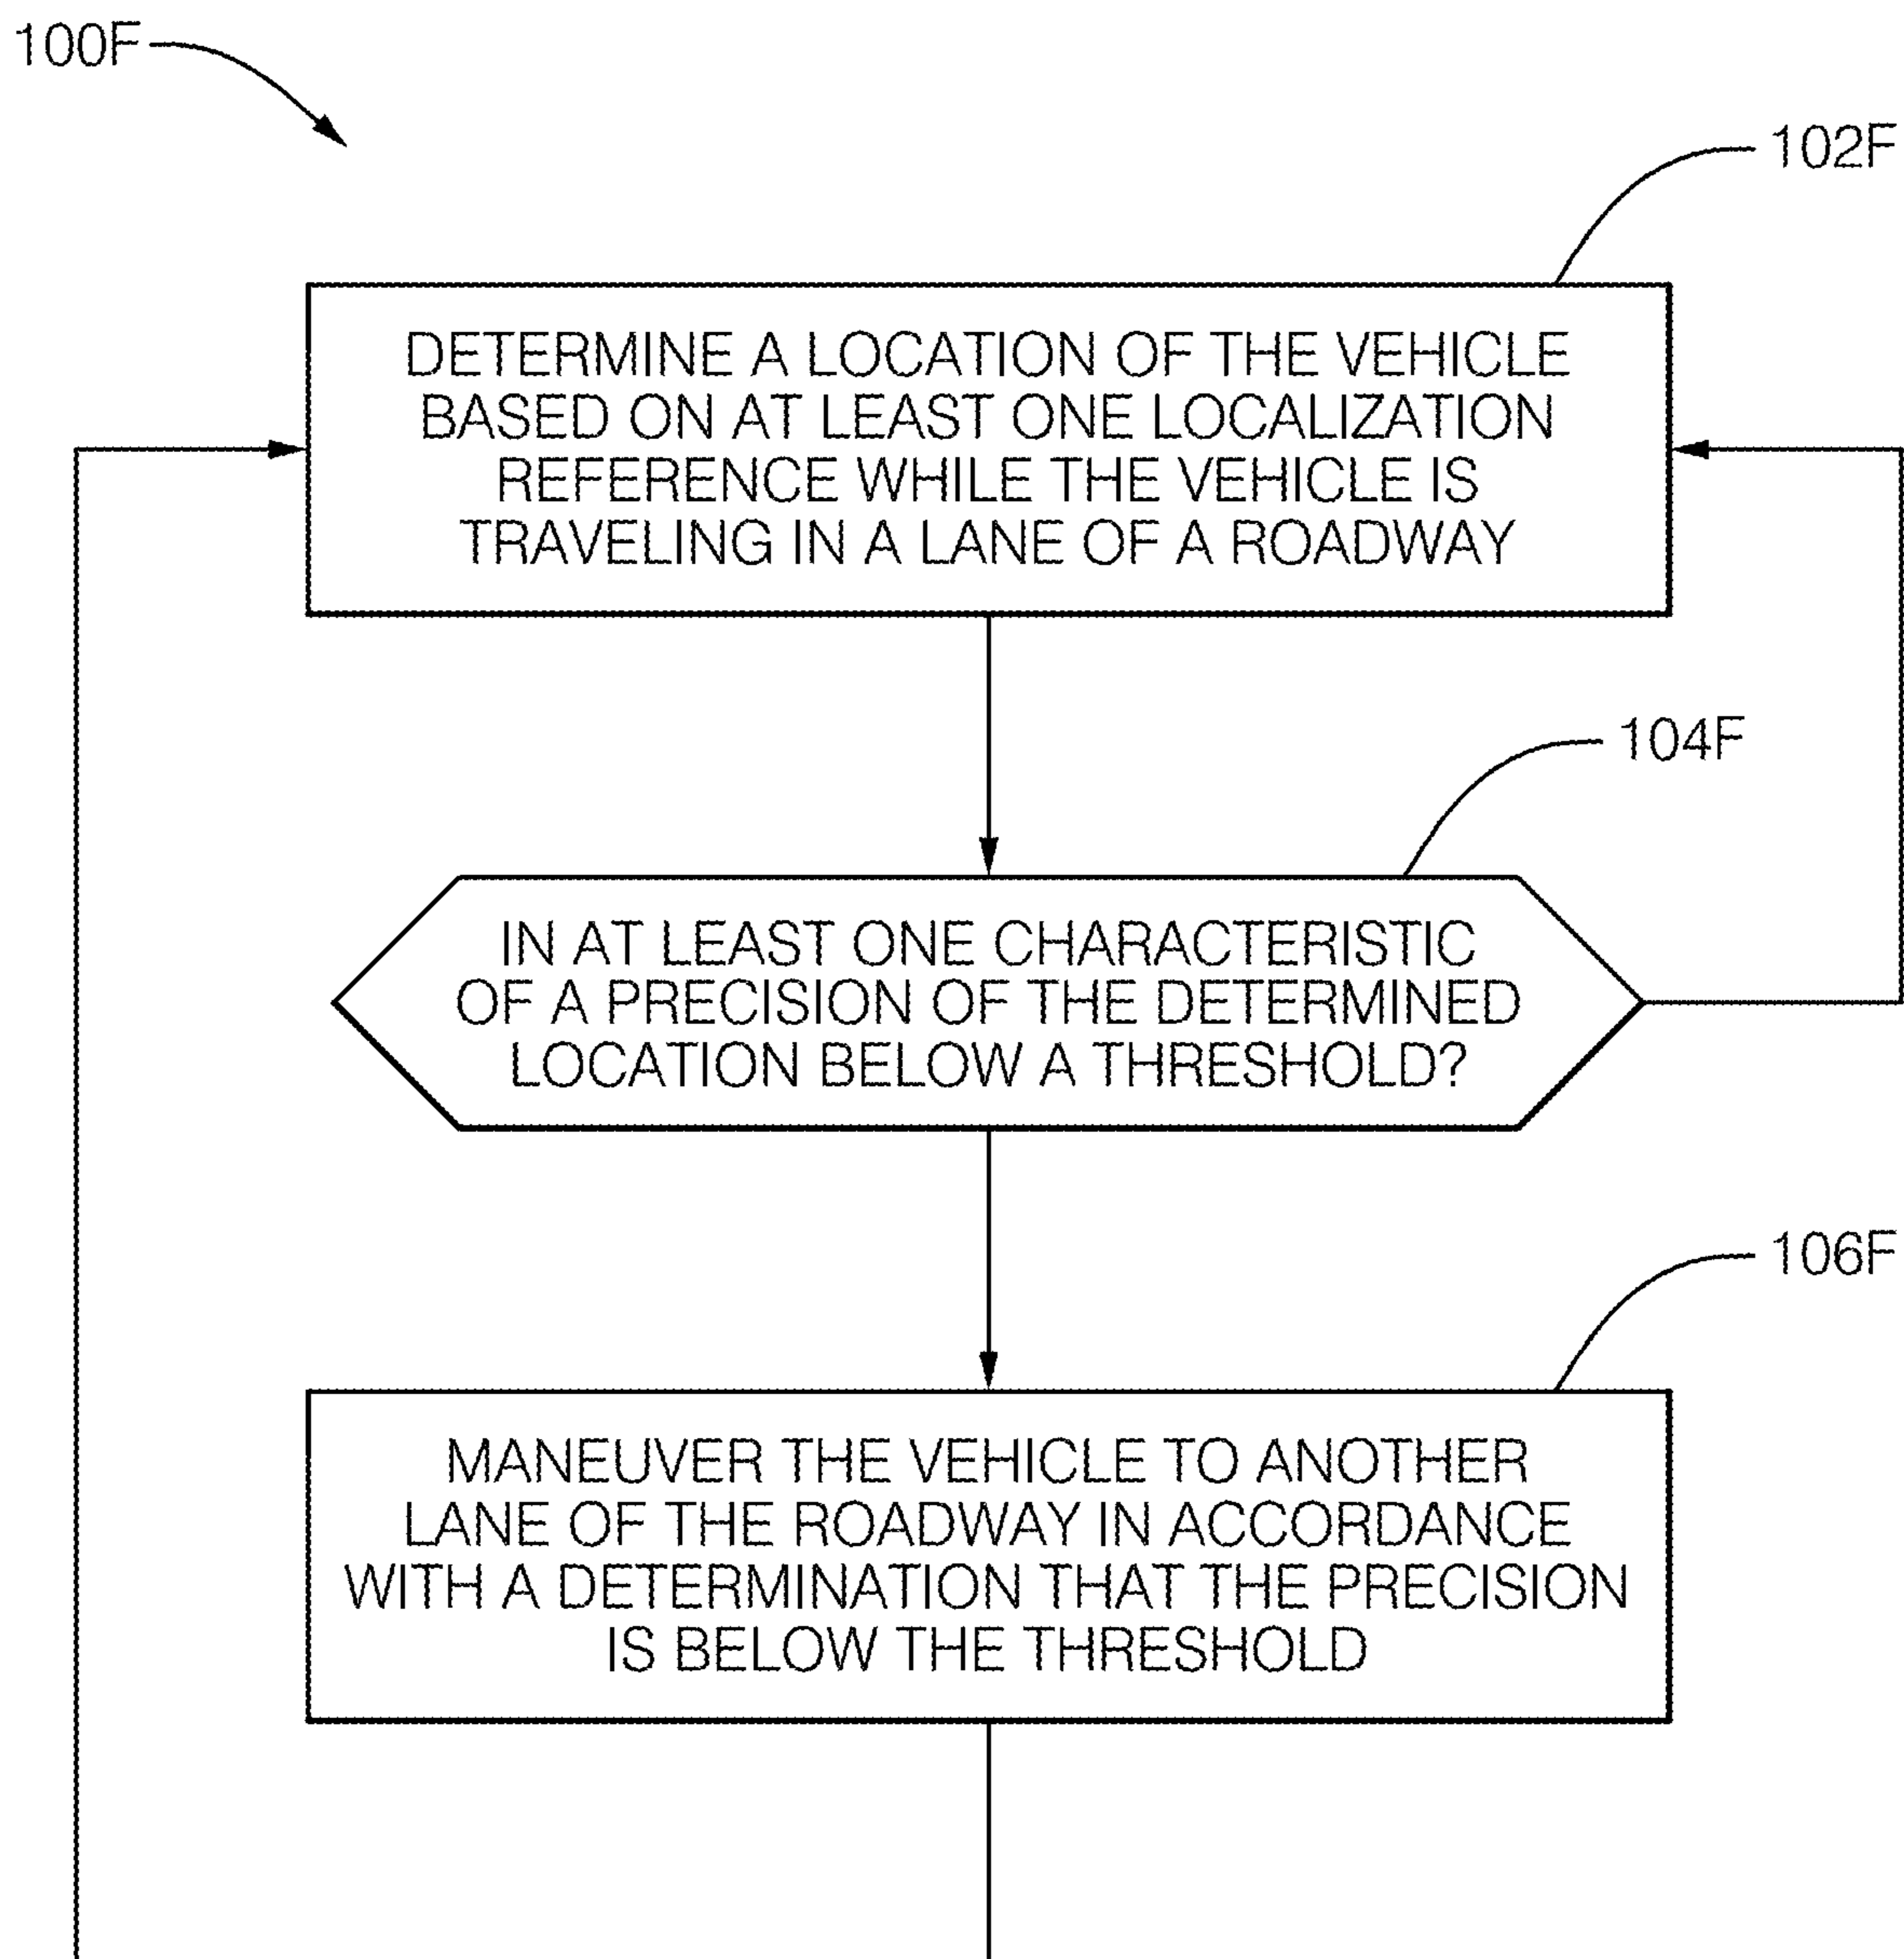 100F
102F
DETERMINE A LOCATION OF THE VEHICLE
BASED ON AT LEAST ONE LOCALIZATION
REFERENCE WHILE THE VEHICLE IS
TRAVELING IN A LANE OF A ROADWAY
104F
IN AT LEAST ONE CHARACTERISTIC
OF A PRECISION OF THE DETERMINED
LOCATION BELOW A THRESHOLD?
106F
MANEUVER THE VEHICLE TO ANOTHER
LANE OF THE ROADWAY IN ACCORDANCE
WITH A DETERMINATION THAT THE PRECISION
IS BELOW THE THRESHOLD